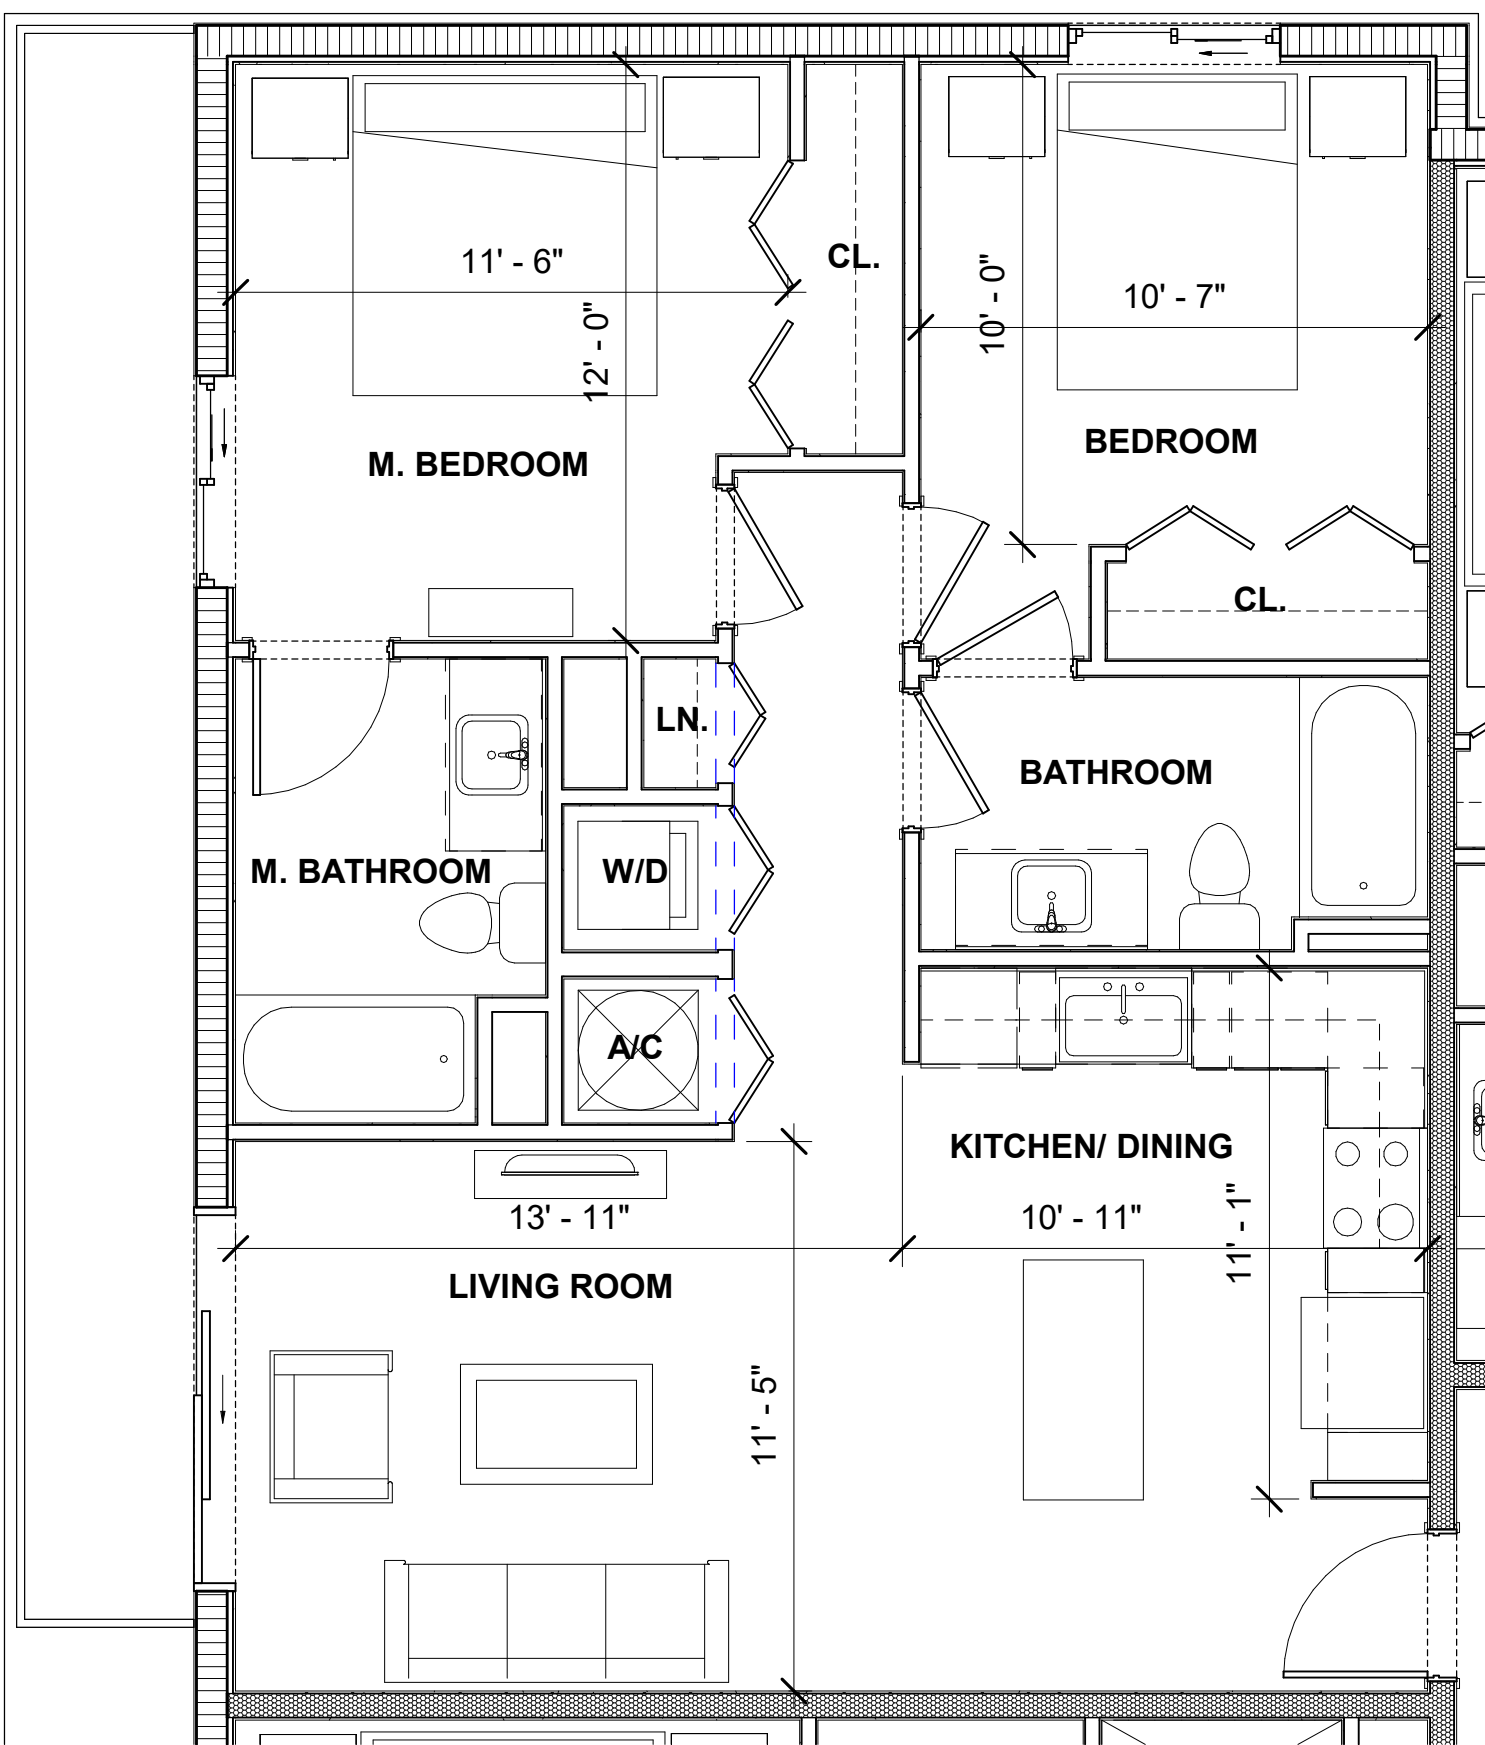 CL.
11' - 6"
10' - 0"
10' - 7"
12' - 0"
BEDROOM
M. BEDROOM
CL.
LN.
BATHROOM
M. BATHROOM
W/D
A/C
KITCHEN/ DINING
13' - 11"
10' - 11"
11' - 1"
LIVING ROOM
11' - 5"